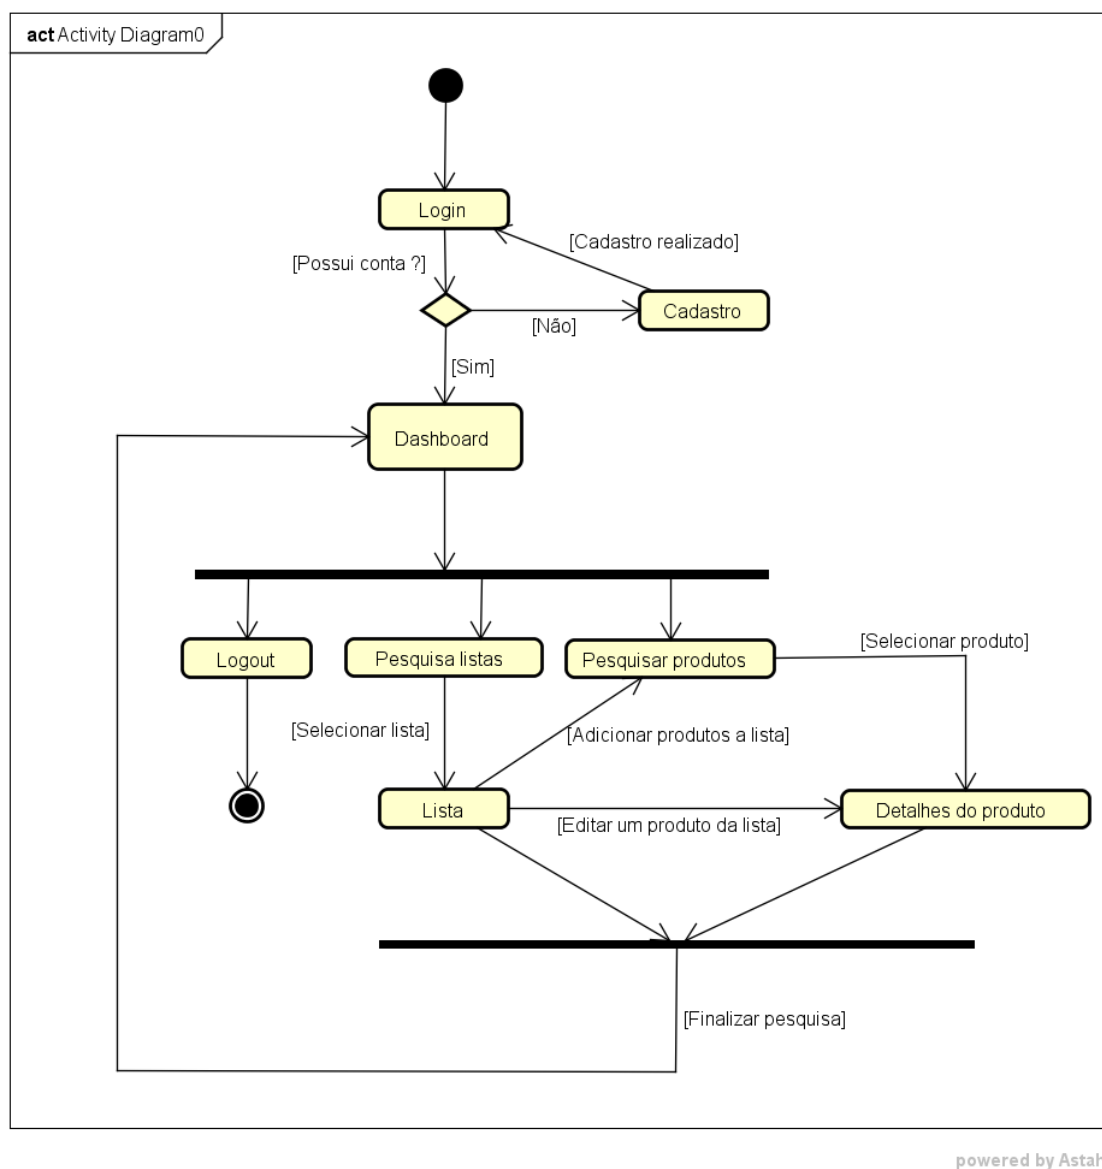 act Activity Diagram0
Login
[Cadastro realizado]
[Possui conta ?]
Cadastro
[Não]
[Sim]
Dashboard
Logout
Pesquisa listas
Pesquisar produtos
[Selecionar produto]
[Selecionar lista]
[Adicionar produtos a lista]
Lista
Detalhes do produto
[Editar um produto da lista]
[Finalizar pesquisa]
powered by Astah